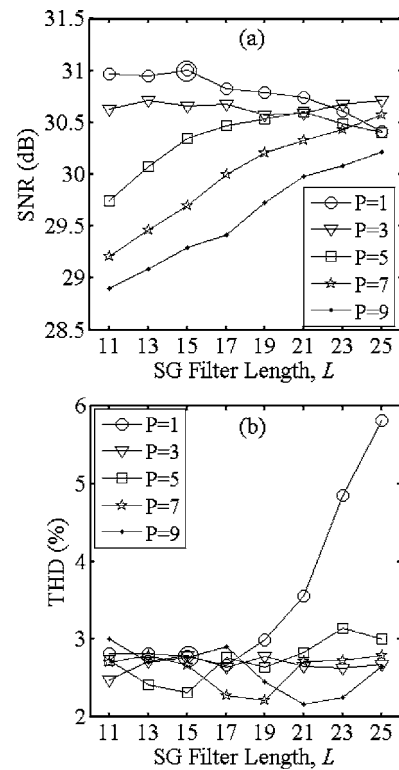 (a)
31.5
31
30.5
30
29.5
29
28.5
SNR (dB)
P=1
P=3
P=5
P=7
P=9
11 13 15 17 19 21 23 25
SG Filter Length, L
(b)
6
5
4
3
2
THD (%)
P=1
P=3
P=5
P=7
P=9
11 13 15 17 19 21 23 25
SG Filter Length, L